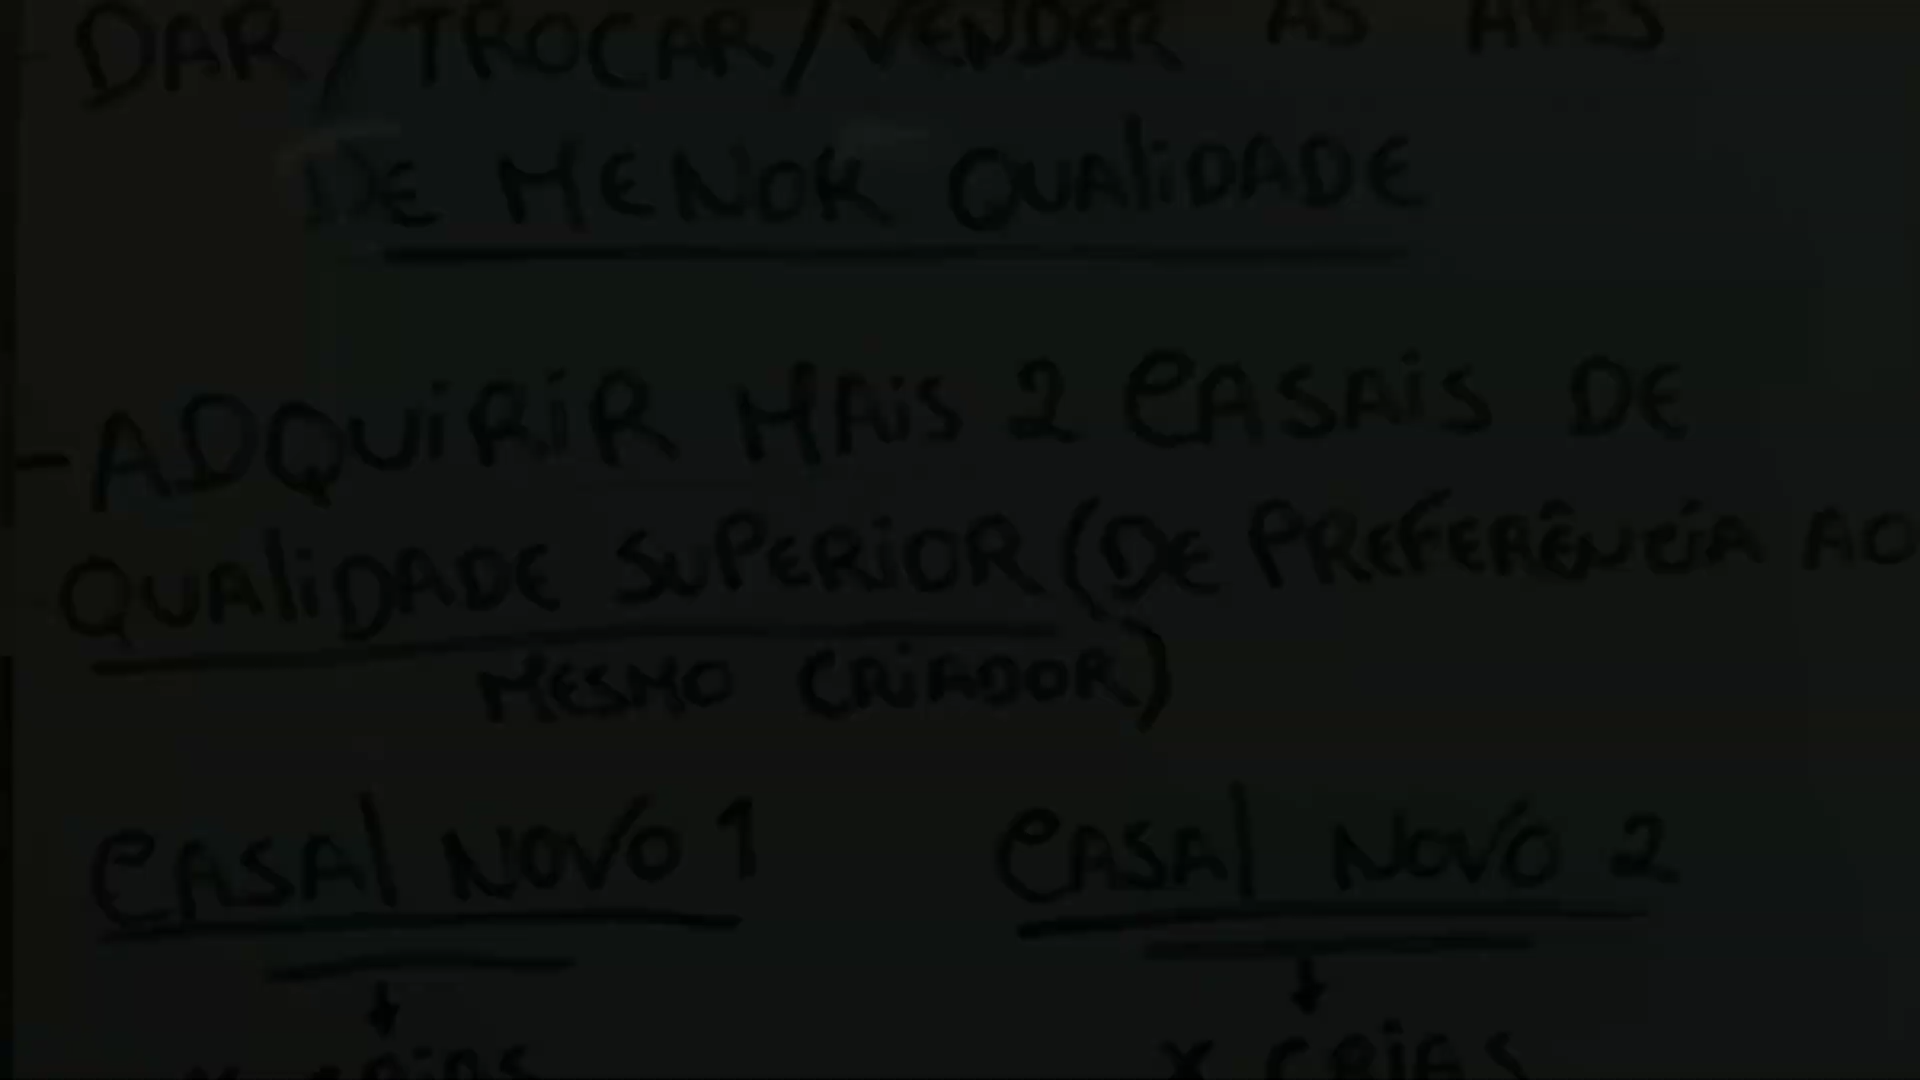 DAR/TROCAR/VENDER AS AVES
DE MENOR QUALIDADE
- ADQUIRIR MAIS 2 CASAIS DE
QUALIDADE SUPERIOR (DE PREFERÊNCIA AO
MESMO CRIADOR)
CASAL NOVO 1 CASAL NOVO 2
X CRIAS X CRIAS